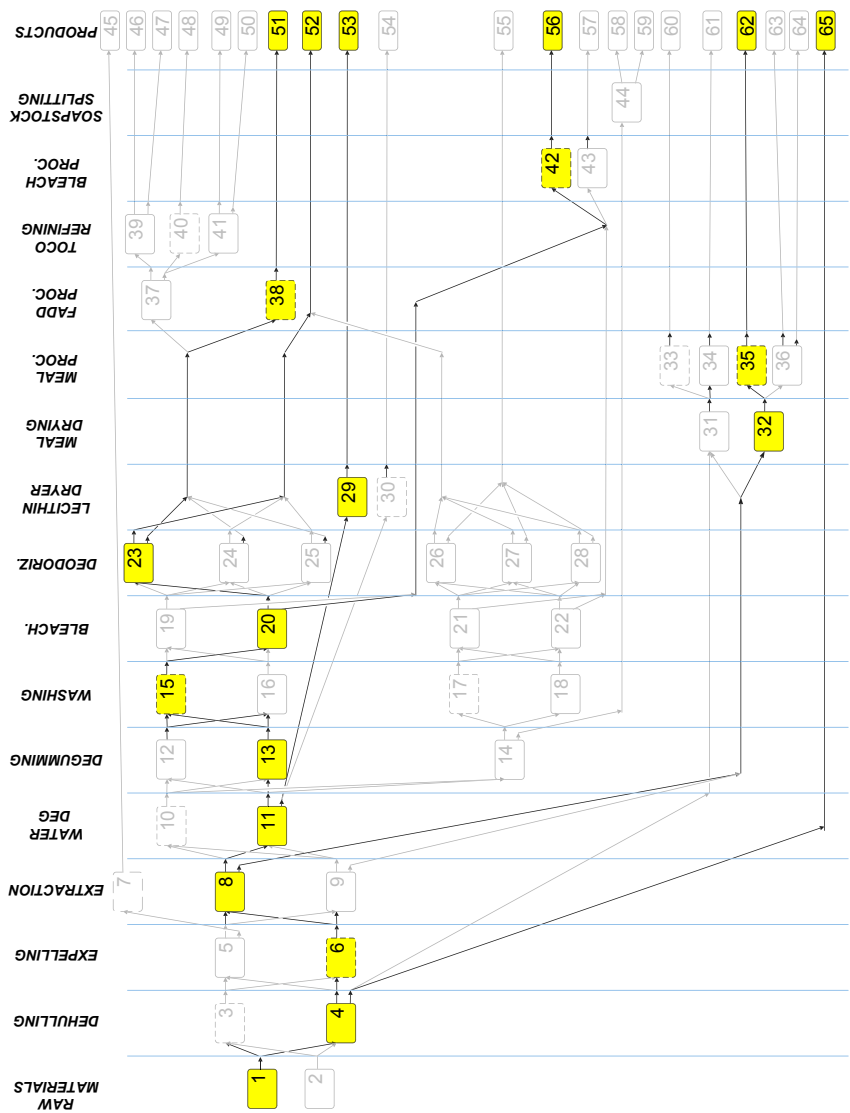 PRODUCTS
45 46 47 48 49 50 51 52 53 54 55 56 57 58 59 60 61 62 63 64 65
SOAPSTOCK
SPLITTING
44
BLEACH
PROC.
42 43
TOCO
REFINING
39 40 41
FADD
PROC.
37 38
MEAL
PROC.
33 34 35 36
MEAL
DRYING
31 32
LECITHIN
DRYER
29 30
DEODORIZ.
23 24 25 26 27 28
BLEACH.
19 20 21 22
WASHING
15 16 17 18
DEGUMMING
12 13 14
WATER
DEG
10 11
EXTRACTION
7 8 9
EXPELLING
5 6
DEHULLING
3 4
RAW
MATERIALS
1 2